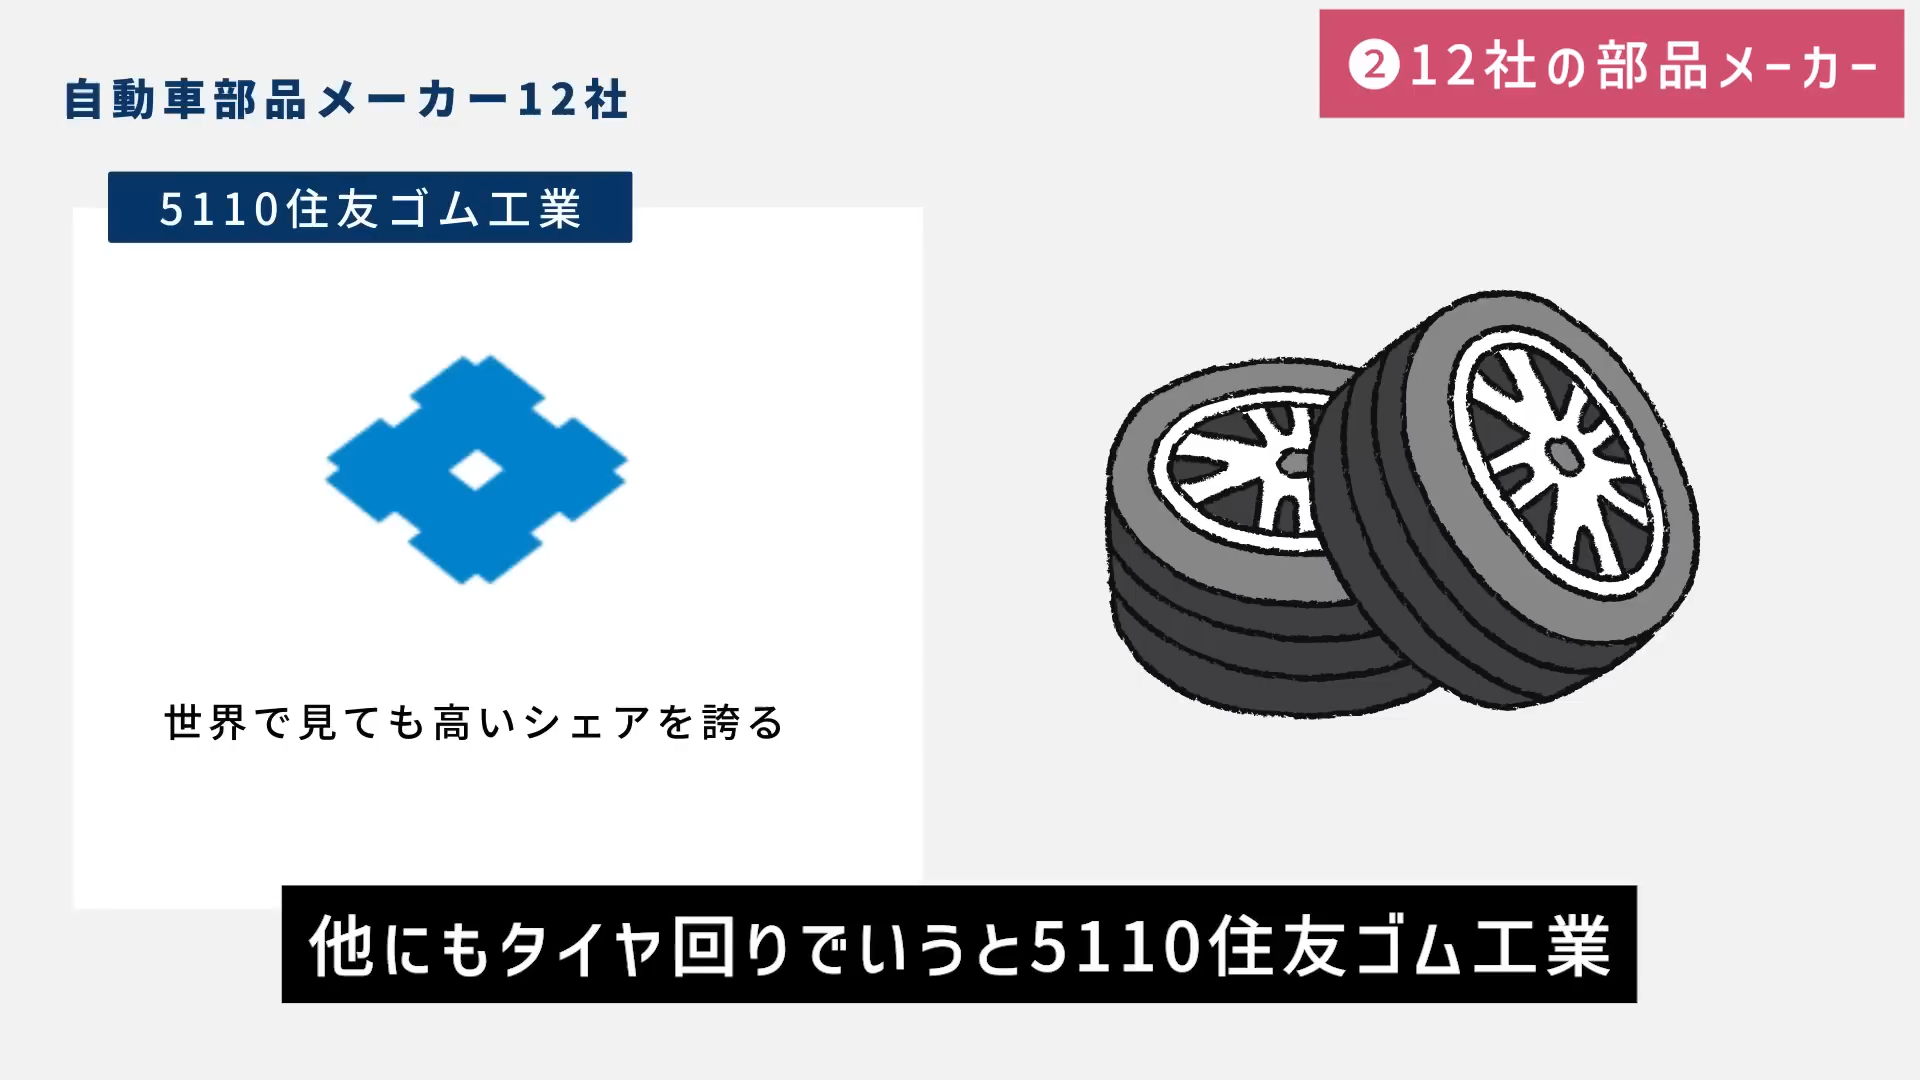 自動車部品メーカー12社
❷12社の部品メーカー
5110住友ゴム工業
世界で見ても高いシェアを誇る
他にもタイヤ回りでいうと5110住友ゴム工業